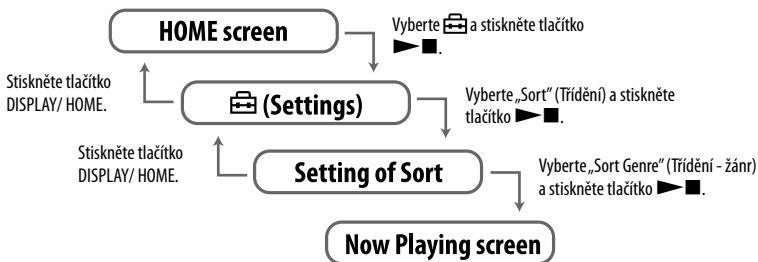 HOME screen
Vyberte a stiskněte tlačítko
►■.
Stiskněte tlačítko
DISPLAY/ HOME.
(Settings)
Vyberte „Sort“ (Třídění) a stiskněte
tlačítko ►■.
Stiskněte tlačítko
DISPLAY/ HOME.
Setting of Sort
Vyberte „Sort Genre“ (Třídění - žánr)
a stiskněte tlačítko ►■.
Now Playing screen